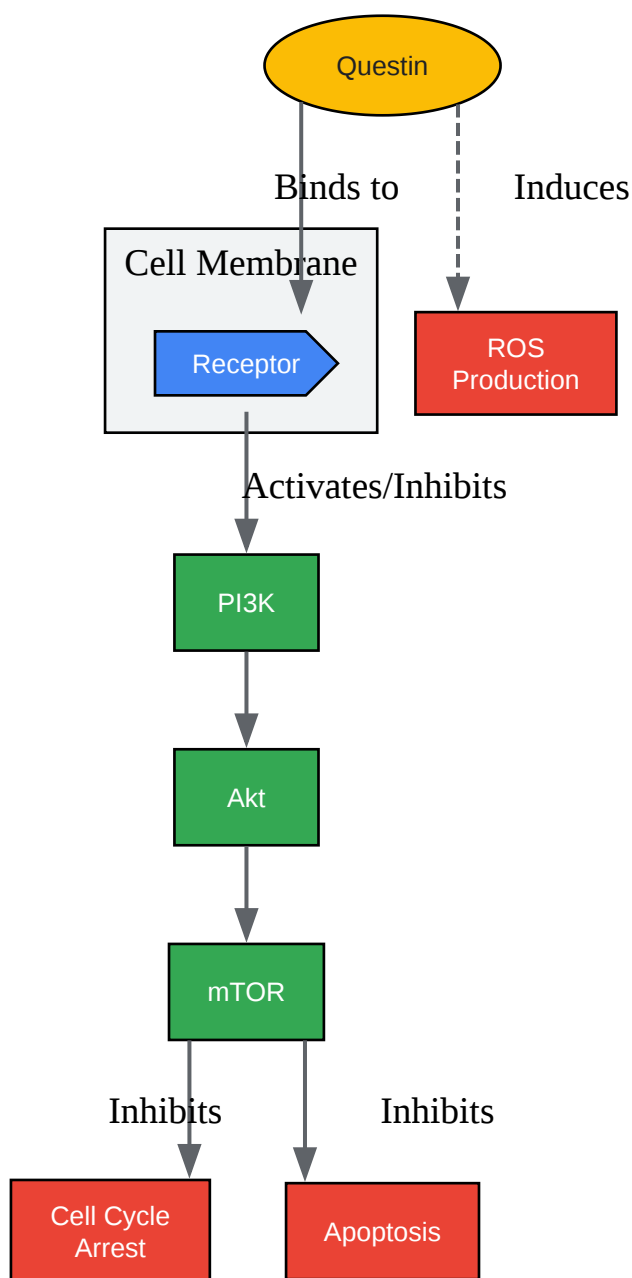 Questin
Binds to
Induces
Cell Membrane
Receptor
ROS
Production
Activates/Inhibits
PI3K
Akt
mTOR
Inhibits
Inhibits
Cell Cycle
Arrest
Apoptosis